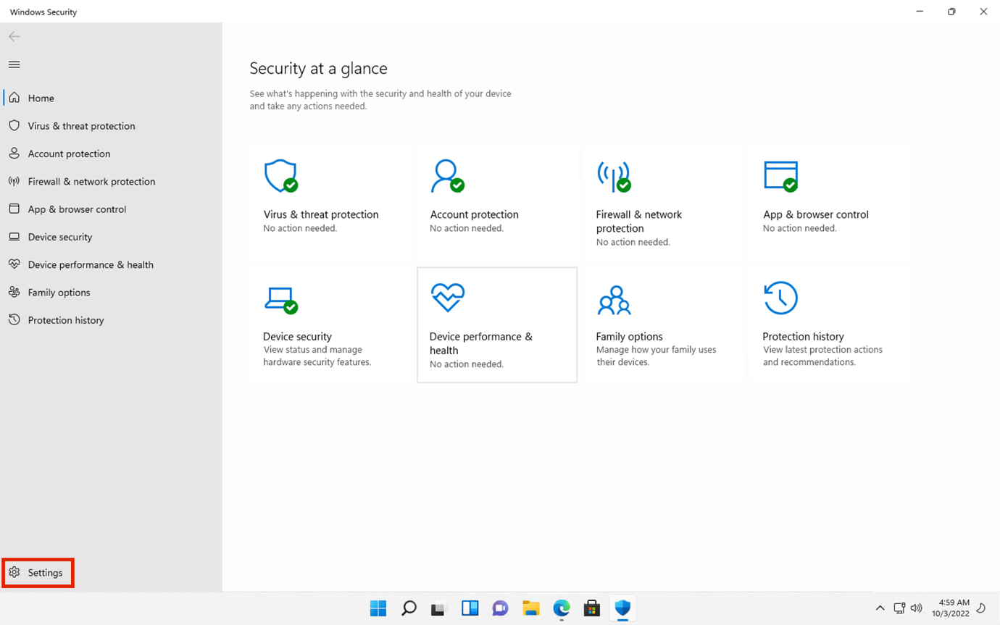 Windows Security
Home
Virus & threat protection
Account protection
Firewall & network protection
App & browser control
Device security
Device performance & health
Family options
Protection history
Settings
Security at a glance
See what's happening with the security and health of your device
and take any actions needed.
Virus & threat protection
No action needed.
Account protection
No action needed.
Firewall & network
protection
No action needed.
App & browser control
No action needed.
Device security
View status and manage
hardware security features.
Device performance &
health
No action needed.
Family options
Manage how your family uses
their devices.
Protection history
View latest protection actions
and recommendations.
4:59 AM
10/3/2022